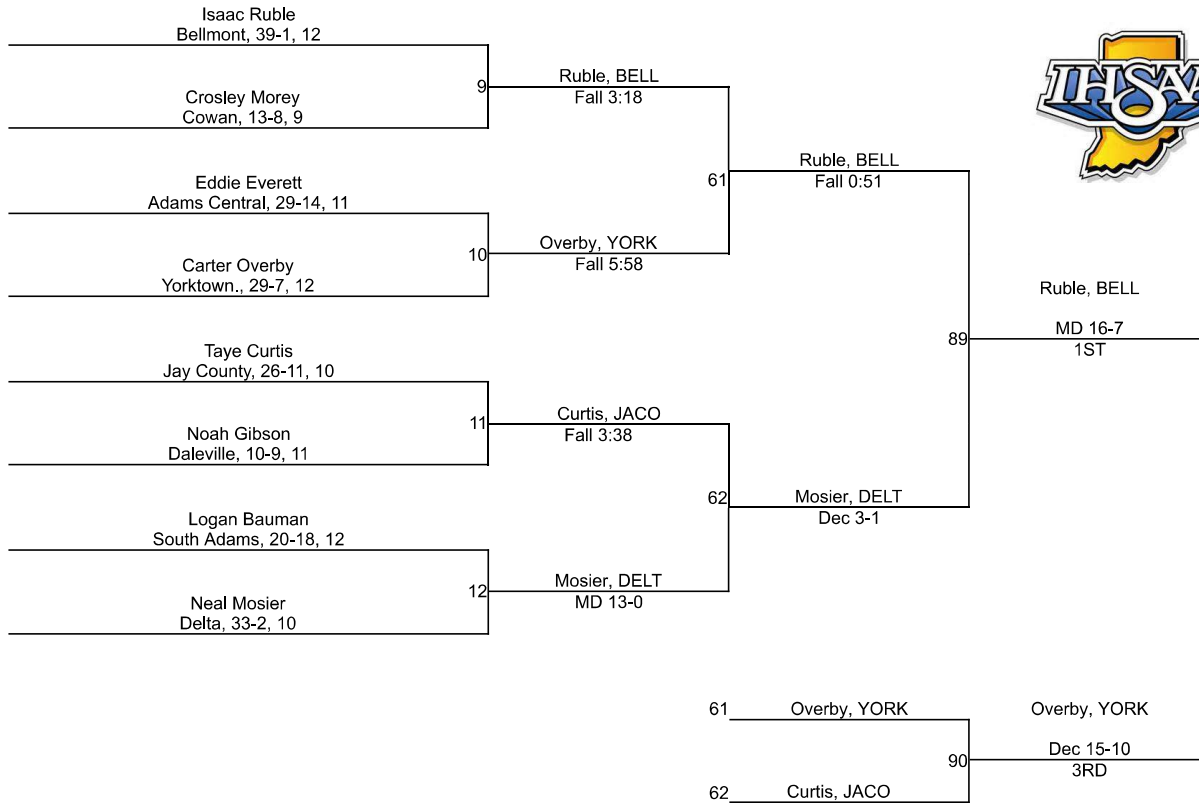 Isaac Ruble
Bellmont, 39-1, 12
9
Ruble, BELL
Fall 3:18
Crosley Morey
Cowan, 13-8, 9
61
Ruble, BELL
Fall 0:51
Eddie Everett
Adams Central, 29-14, 11
10
Overby, YORK
Fall 5:58
Carter Overby
Yorktown., 29-7, 12
89
Ruble, BELL
MD 16-7
1ST
Taye Curtis
Jay County, 26-11, 10
11
Curtis, JACO
Fall 3:38
Noah Gibson
Daleville, 10-9, 11
62
Mosier, DELT
Dec 3-1
Logan Bauman
South Adams, 20-18, 12
12
Mosier, DELT
MD 13-0
Neal Mosier
Delta, 33-2, 10
61
Overby, YORK
90
Overby, YORK
Dec 15-10
3RD
62
Curtis, JACO
IHSAA